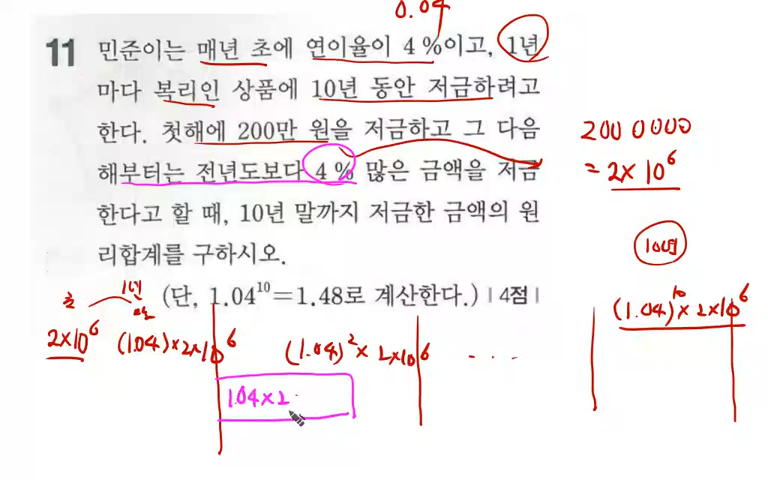 0.04
11 민준이는 매년 초에 연이율이 4 %이고, 1년
마다 복리인 상품에 10년 동안 저금하려고
한다. 첫해에 200만 원을 저금하고 그 다음
해부터는 전년도보다 4 % 많은 금액을 저금
한다고 할 때, 10년 말까지 저금한 금액의 원
리합계를 구하시오.
(단, 1.04¹⁰=1.48로 계산한다.) | 4점 |
2000000
= 2×10⁶
10년
초 1년
말
2×10⁶ (1.04)×2×10⁶ (1.04)²×2×10⁶ ... (1.04)¹⁰×2×10⁶
1.04×2